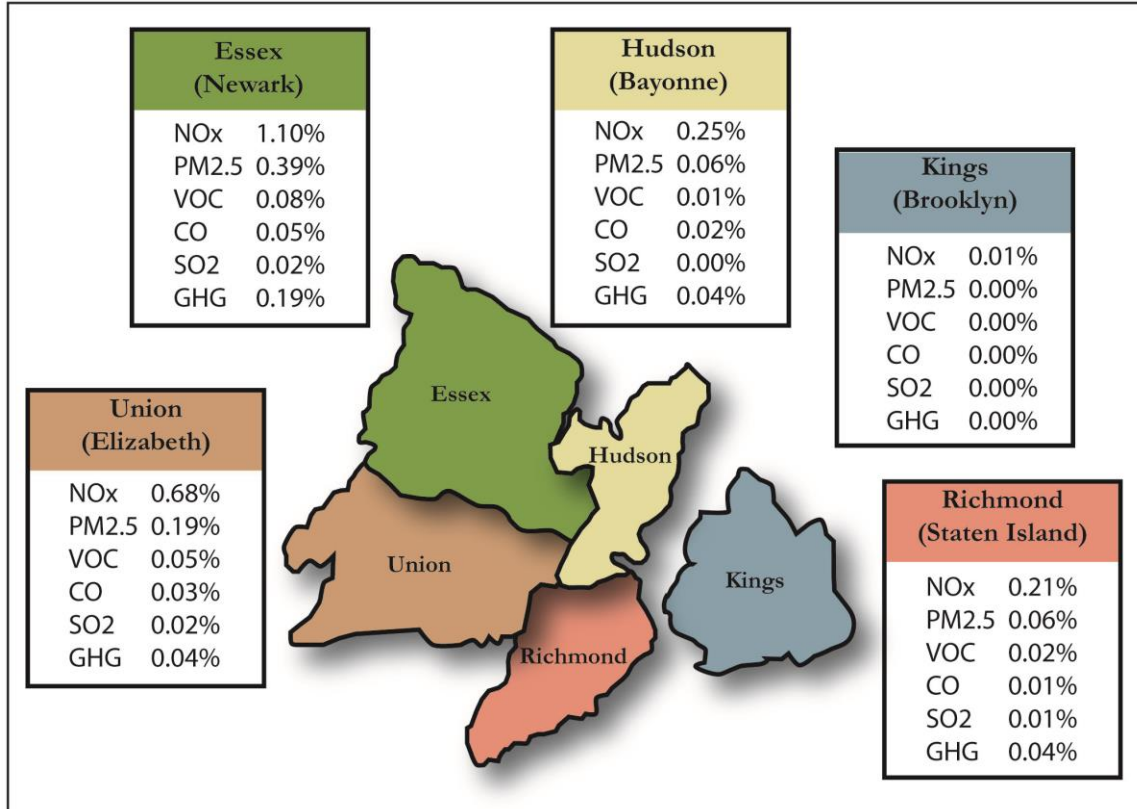 Essex
(Newark)
NOx 1.10%
PM2.5 0.39%
VOC 0.08%
CO 0.05%
SO2 0.02%
GHG 0.19%
Hudson
(Bayonne)
NOx 0.25%
PM2.5 0.06%
VOC 0.01%
CO 0.02%
SO2 0.00%
GHG 0.04%
Kings
(Brooklyn)
NOx 0.01%
PM2.5 0.00%
VOC 0.00%
CO 0.00%
SO2 0.00%
GHG 0.00%
Union
(Elizabeth)
NOx 0.68%
PM2.5 0.19%
VOC 0.05%
CO 0.03%
SO2 0.02%
GHG 0.04%
Richmond
(Staten Island)
NOx 0.21%
PM2.5 0.06%
VOC 0.02%
CO 0.01%
SO2 0.01%
GHG 0.04%
Essex
Hudson
Union
Kings
Richmond